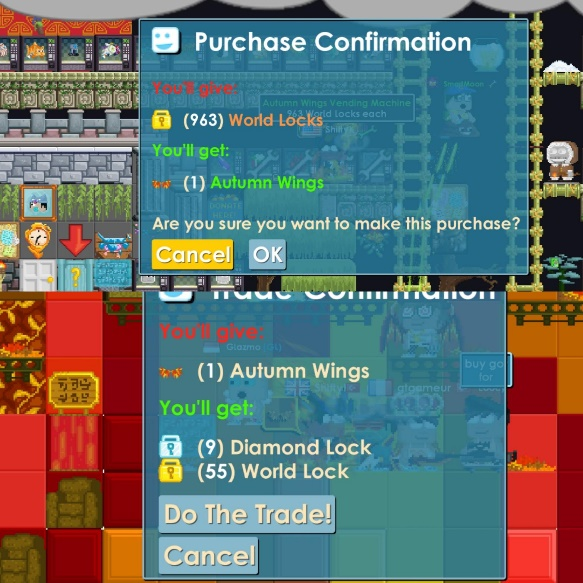 Purchase Confirmation
You'll give:
Autumn Wings Vending Machine
963 World Locks each
(963) World Locks
You'll get:
(1) Autumn Wings
Are you sure you want to make this purchase?
Cancel OK
Trade Confirmation
You'll give:
(1) Autumn Wings
buy go
for
You'll get:
(9) Diamond Lock
(55) World Lock
Do The Trade!
Cancel